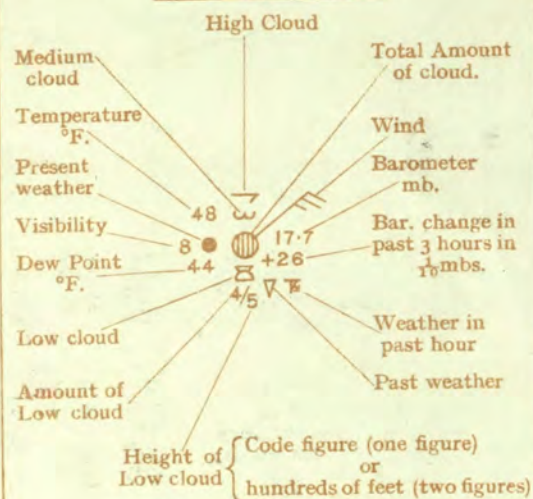 High Cloud
Medium
cloud
Total Amount
of cloud.
Temperature
°F.
Wind
Present
weather
Barometer
mb.
48
Visibility
8
17·7
Bar. change in
past 3 hours in
1/10 mbs.
+26
Dew Point
°F.
44
4/5
Low cloud
Weather in
past hour
Amount of
Low cloud
Past weather
Height of
Low cloud
Code figure (one figure)
or
hundreds of feet (two figures)